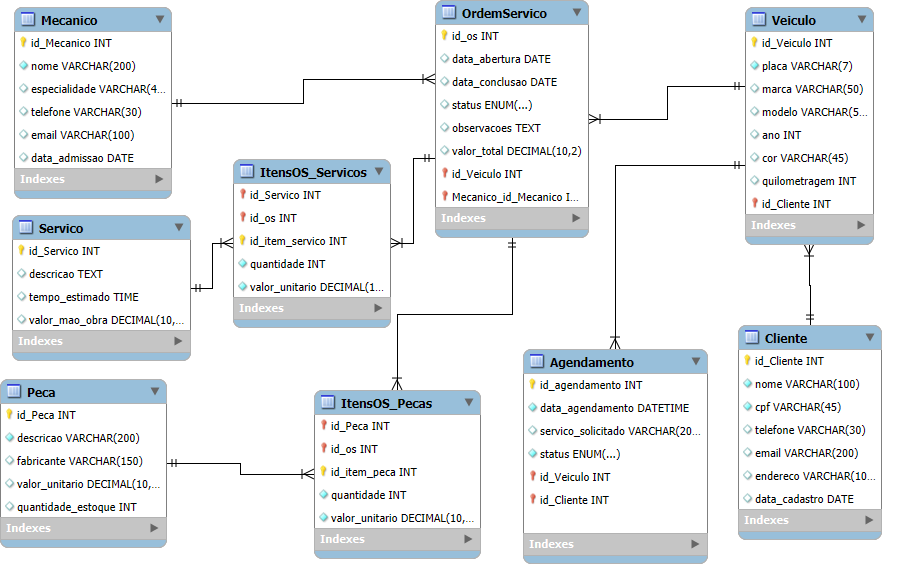 Mecanico
id_Mecanico INT
nome VARCHAR(200)
especialidade VARCHAR(4...
telefone VARCHAR(30)
email VARCHAR(100)
data_admissao DATE
Indexes
OrdemServico
id_os INT
data_abertura DATE
data_conclusao DATE
status ENUM(...)
observacoes TEXT
valor_total DECIMAL(10,2)
id_Veiculo INT
Mecanico_id_Mecanico I...
Indexes
Veiculo
id_Veiculo INT
placa VARCHAR(7)
marca VARCHAR(50)
modelo VARCHAR(5...
ano INT
cor VARCHAR(45)
quilometragem INT
id_Cliente INT
Indexes
ItensOS_Servicos
id_Servico INT
id_os INT
id_item_servico INT
quantidade INT
valor_unitario DECIMAL(1...
Indexes
Servico
id_Servico INT
descricao TEXT
tempo_estimado TIME
valor_mao_obra DECIMAL(10,...
Indexes
Peca
id_Peca INT
descricao VARCHAR(200)
fabricante VARCHAR(150)
valor_unitario DECIMAL(10,...
quantidade_estoque INT
Indexes
ItensOS_Pecas
id_Peca INT
id_os INT
id_item_peca INT
quantidade INT
valor_unitario DECIMAL(10,...
Indexes
Agendamento
id_agendamento INT
data_agendamento DATETIME
servico_solicitado VARCHAR(20...
status ENUM(...)
id_Veiculo INT
id_Cliente INT
Indexes
Cliente
id_Cliente INT
nome VARCHAR(100)
cpf VARCHAR(45)
telefone VARCHAR(30)
email VARCHAR(200)
endereco VARCHAR(10...
data_cadastro DATE
Indexes